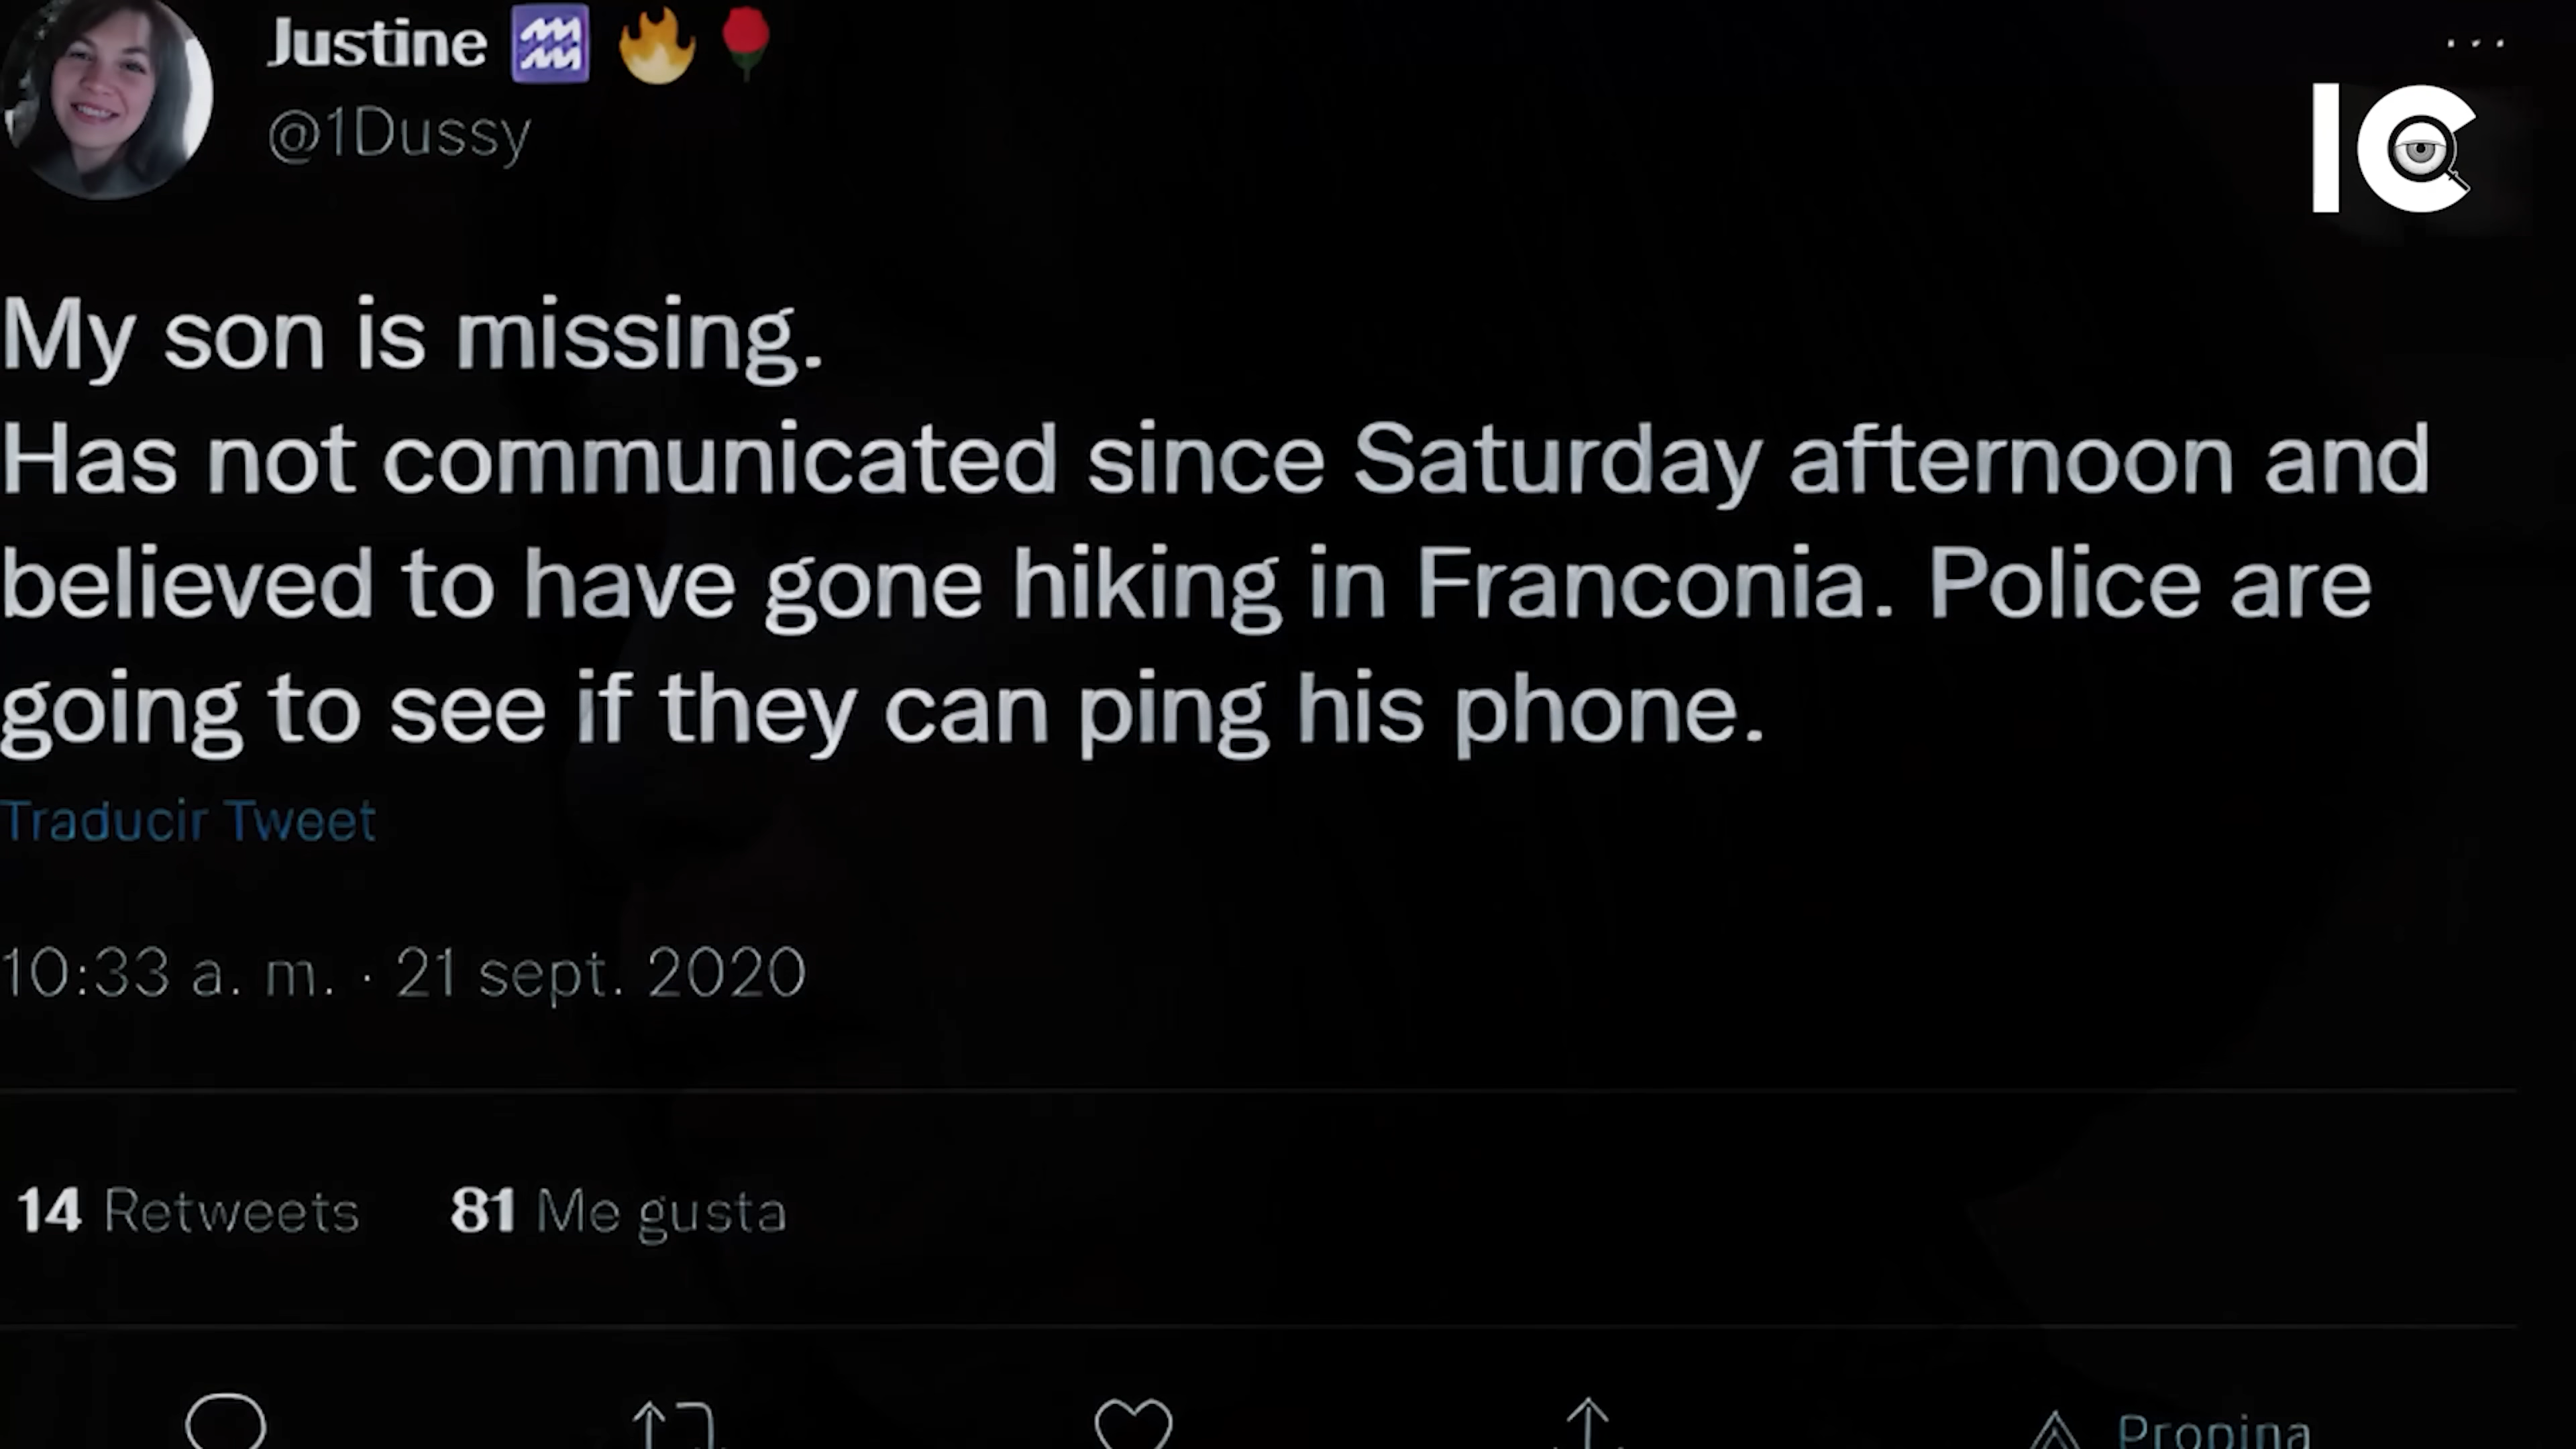 Justine ♒ 🔥 🌹
@1Dussy
IC
My son is missing.
Has not communicated since Saturday afternoon and
believed to have gone hiking in Franconia. Police are
going to see if they can ping his phone.
Traducir Tweet
10:33 a. m. · 21 sept. 2020
14 Retweets 81 Me gusta
Propina